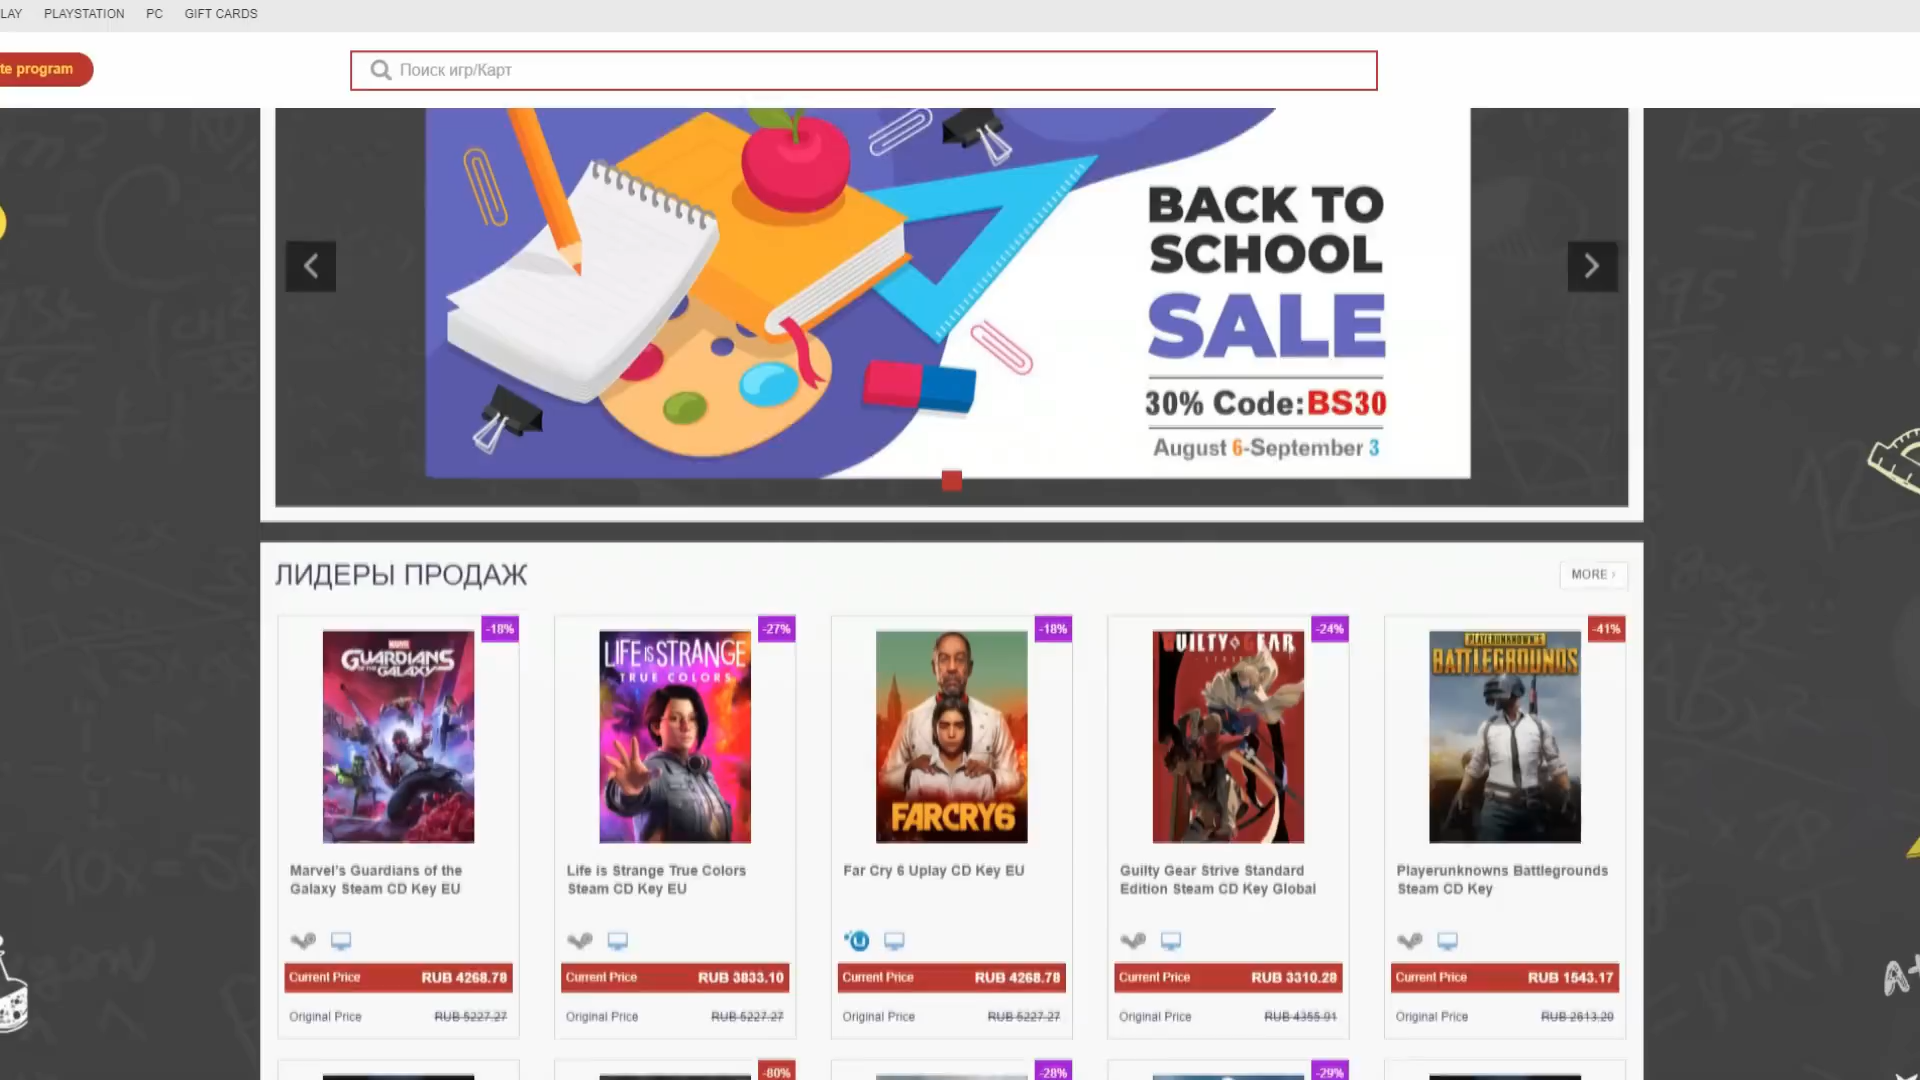 LAY PLAYSTATION PC GIFT CARDS
te program
Поиск игр/Карт
BACK TO
SCHOOL
SALE
30% Code:BS30
August 6-September 3
ЛИДЕРЫ ПРОДАЖ
MORE ›
-18%
-27%
-18%
-24%
-41%
MARVEL
GUARDIANS
OF THE GALAXY
LIFE IS STRANGE
TRUE COLORS
FARCRY6
GUILTY GEAR
PLAYERUNKNOWN'S
BATTLEGROUNDS
Marvel's Guardians of the
Galaxy Steam CD Key EU
Life is Strange True Colors
Steam CD Key EU
Far Cry 6 Uplay CD Key EU
Guilty Gear Strive Standard
Edition Steam CD Key Global
Playerunknowns Battlegrounds
Steam CD Key
Current Price RUB 4268.78
Current Price RUB 3833.10
Current Price RUB 4268.78
Current Price RUB 3310.28
Current Price RUB 1543.17
Original Price RUB 5227.27
Original Price RUB 5227.27
Original Price RUB 5227.27
Original Price RUB 4355.91
Original Price RUB 2613.20
-80%
-28%
-29%